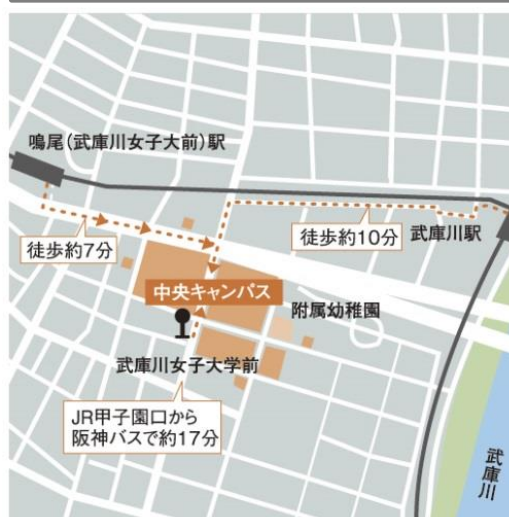 鳴尾(武庫川女子大前)駅
徒歩約7分
徒歩約10分
武庫川駅
中央キャンパス
附属幼稚園
武庫川女子大学前
JR甲子園口から
阪神バスで約17分
武庫川